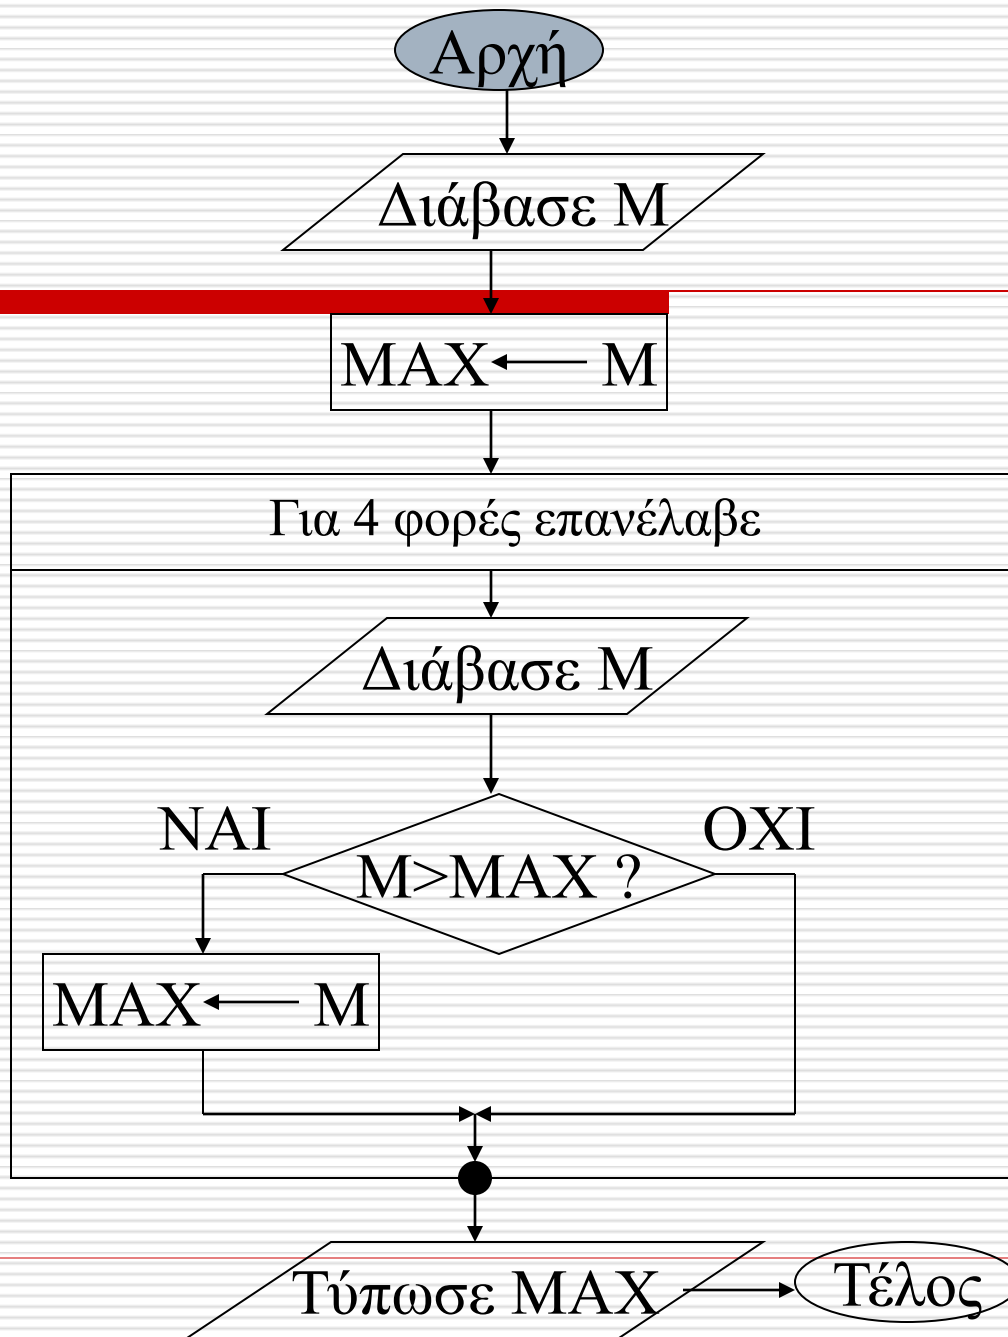 Αρχή
Διάβασε Μ
ΜΑΧ Μ
Για 4 φορές επανέλαβε
Διάβασε Μ
ΝΑΙ ΟΧΙ
Μ>ΜΑΧ ?
ΜΑΧ Μ
Τύπωσε ΜΑΧ Τέλος